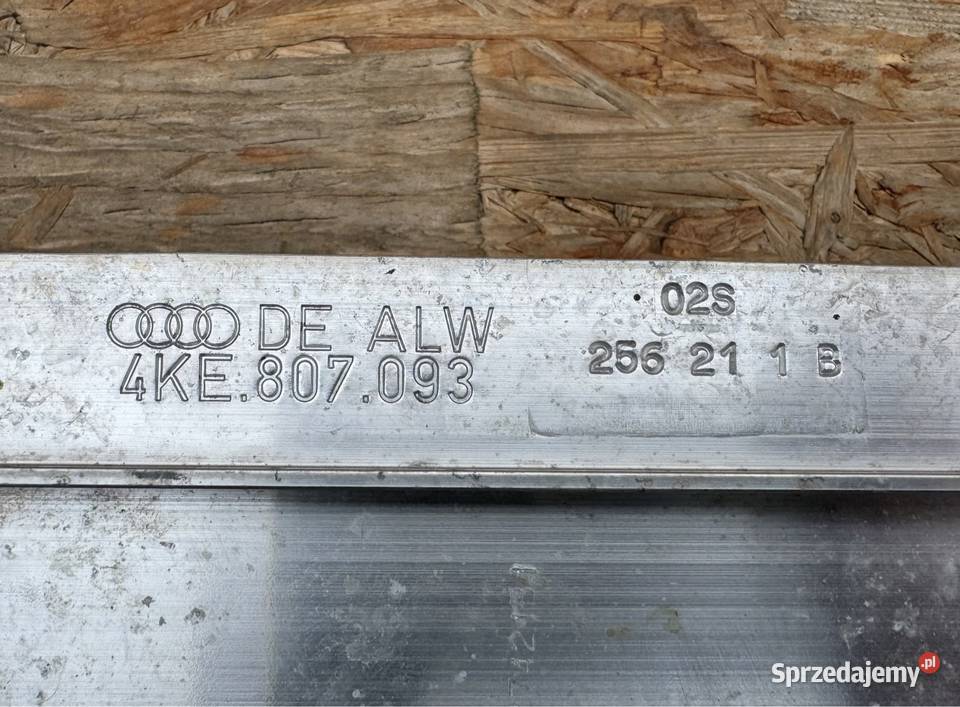 DE ALW
4KE.807.093
02S
256 21 1 B
Sprzedajemy.pl